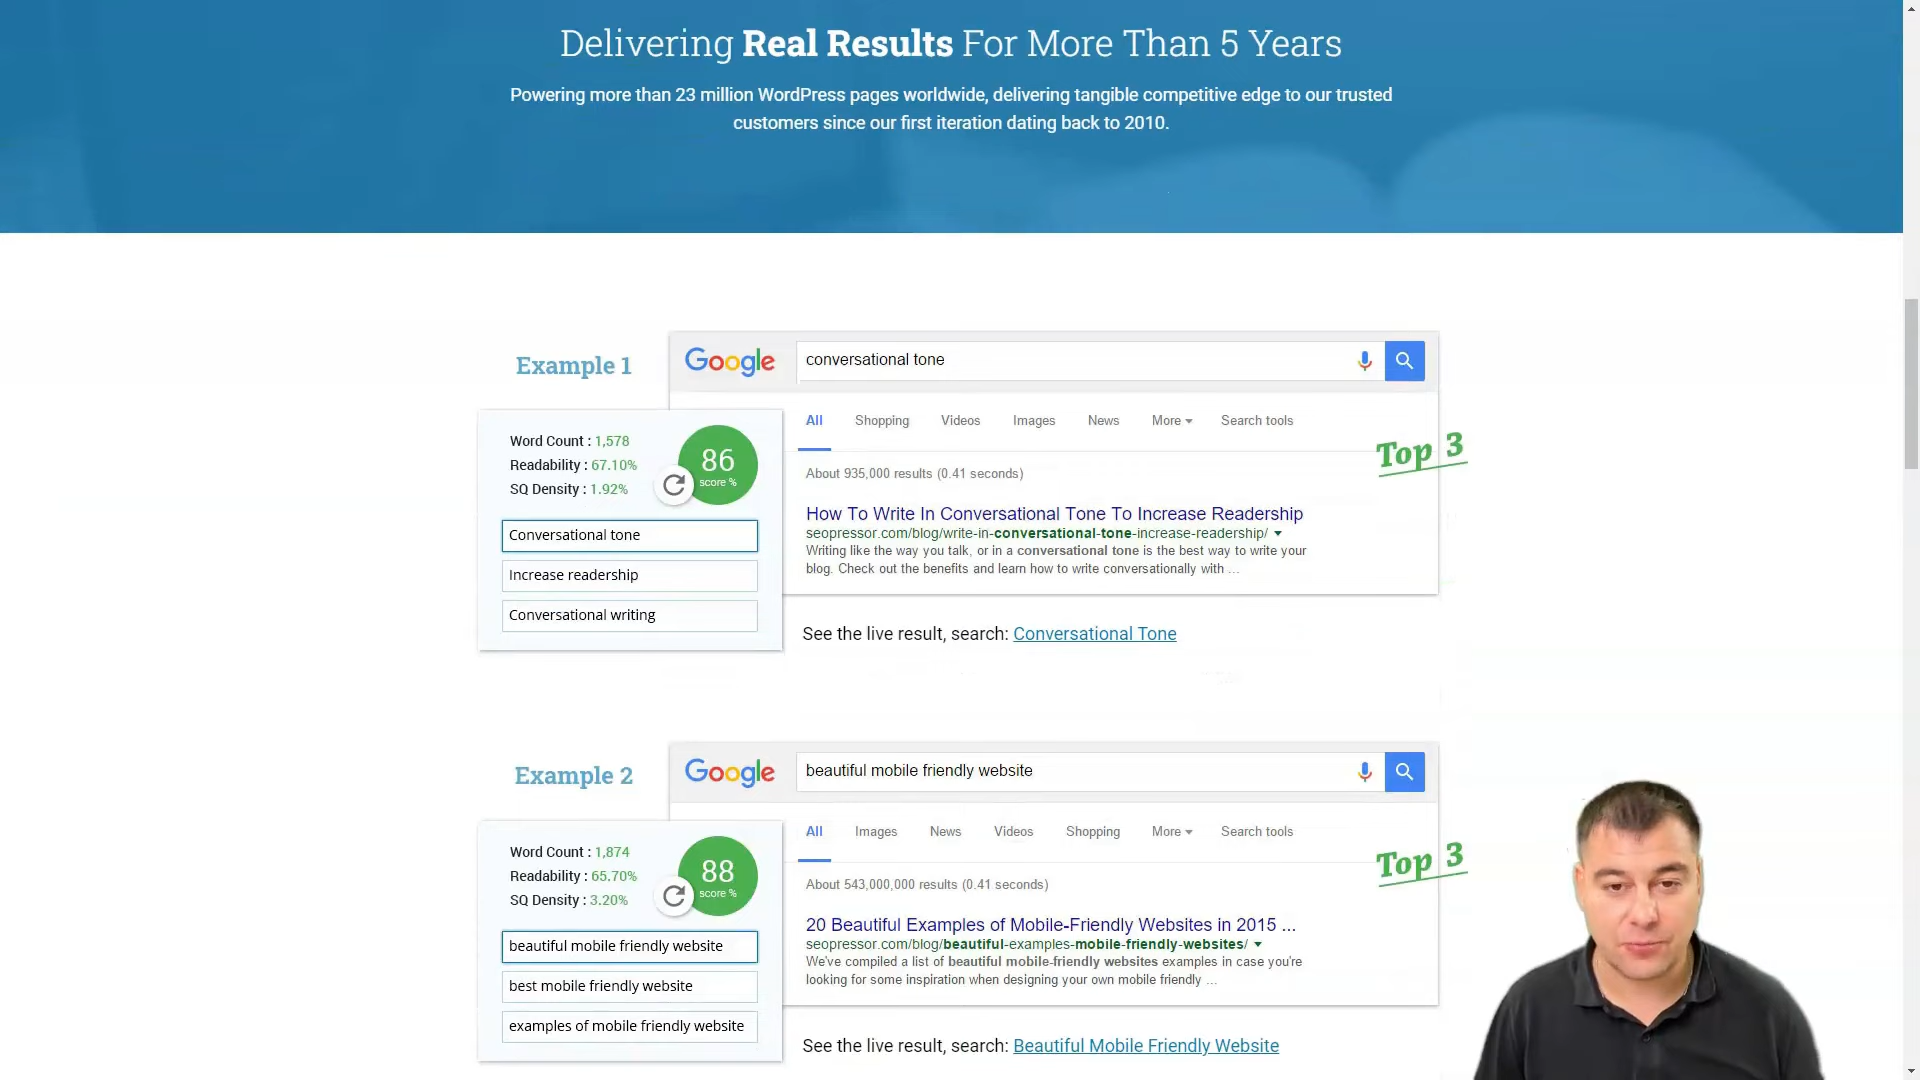 Delivering Real Results For More Than 5 Years
Powering more than 23 million WordPress pages worldwide, delivering tangible competitive edge to our trusted
customers since our first iteration dating back to 2010.
Example 1
Google
conversational tone
All Shopping Videos Images News More Search tools
Top 3
About 935,000 results (0.41 seconds)
How To Write In Conversational Tone To Increase Readership
seopressor.com/blog/write-in-conversational-tone-increase-readership/
Writing like the way you talk, or in a conversational tone is the best way to write your
blog. Check out the benefits and learn how to write conversationally with ...
Word Count : 1,578
Readability : 67.10%
SQ Density : 1.92%
86
score %
Conversational tone
Increase readership
Conversational writing
See the live result, search: Conversational Tone
Example 2
Google
beautiful mobile friendly website
All Images News Videos Shopping More Search tools
Top 3
About 543,000,000 results (0.41 seconds)
20 Beautiful Examples of Mobile-Friendly Websites in 2015 ...
seopressor.com/blog/beautiful-examples-mobile-friendly-websites/
We've compiled a list of beautiful mobile-friendly websites examples in case you're
looking for some inspiration when designing your own mobile friendly ...
Word Count : 1,874
Readability : 65.70%
SQ Density : 3.20%
88
score %
beautiful mobile friendly website
best mobile friendly website
examples of mobile friendly website
See the live result, search: Beautiful Mobile Friendly Website